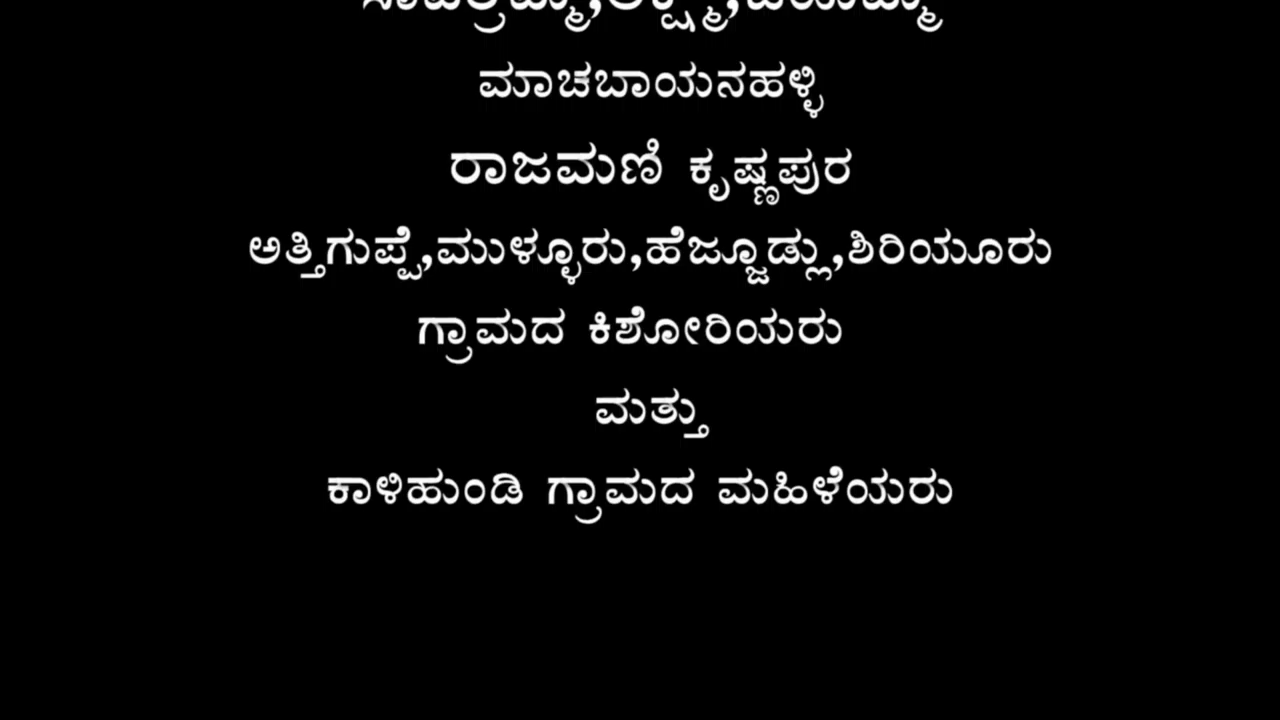 ಮಾಚಬಾಯನಹಳ್ಳಿ
ರಾಜಮಣಿ ಕೃಷ್ಣಪುರ
ಅತ್ತಿಗುಪ್ಪೆ,ಮುಳ್ಳೂರು,ಹೆಜ್ಜೂಡ್ಲು,ಶಿರಿಯೂರು
ಗ್ರಾಮದ ಕಿಶೋರಿಯರು
ಮತ್ತು
ಕಾಳಿಹುಂಡಿ ಗ್ರಾಮದ ಮಹಿಳೆಯರು